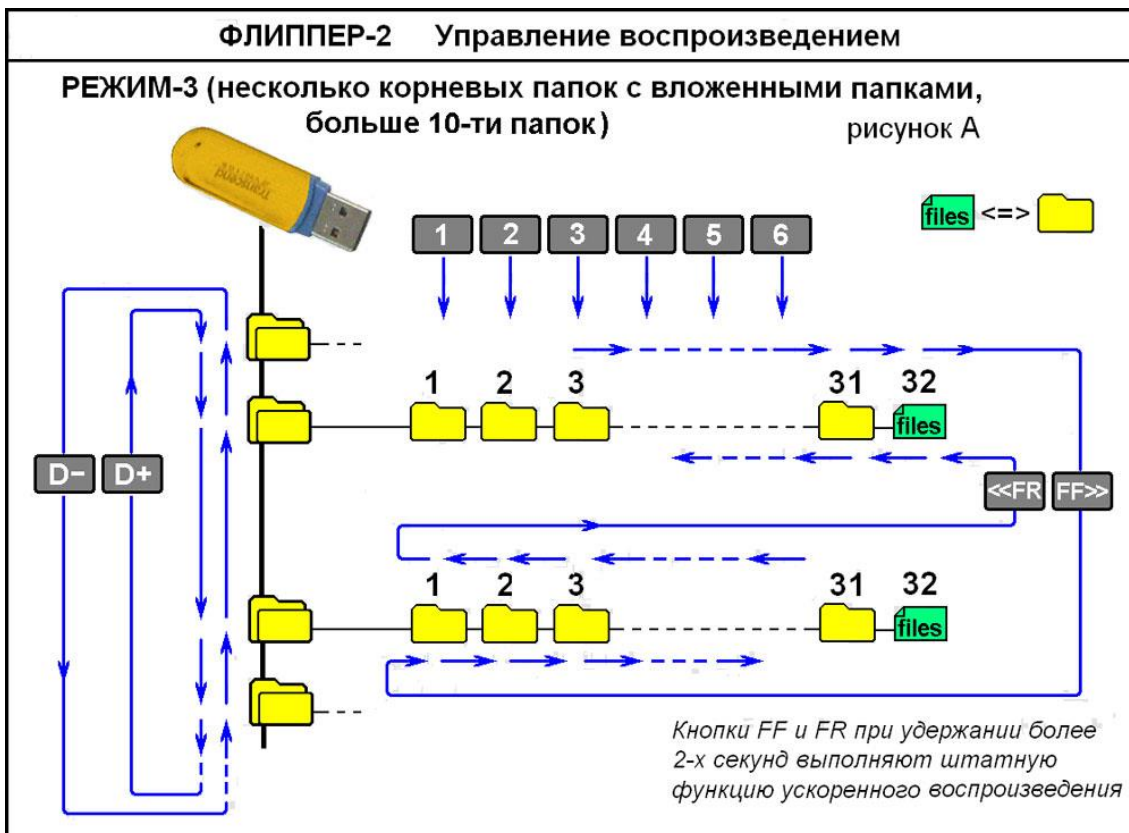 ФЛИППЕР-2 Управление воспроизведением
РЕЖИМ-3 (несколько корневых папок с вложенными папками,
больше 10-ти папок)
рисунок А
Transcend
files <=>
1 2 3 4 5 6
1 2 3 31 32
files
D− D+
<<FR FF>>
1 2 3 31 32
files
Кнопки FF и FR при удержании более
2-х секунд выполняют штатную
функцию ускоренного воспроизведения